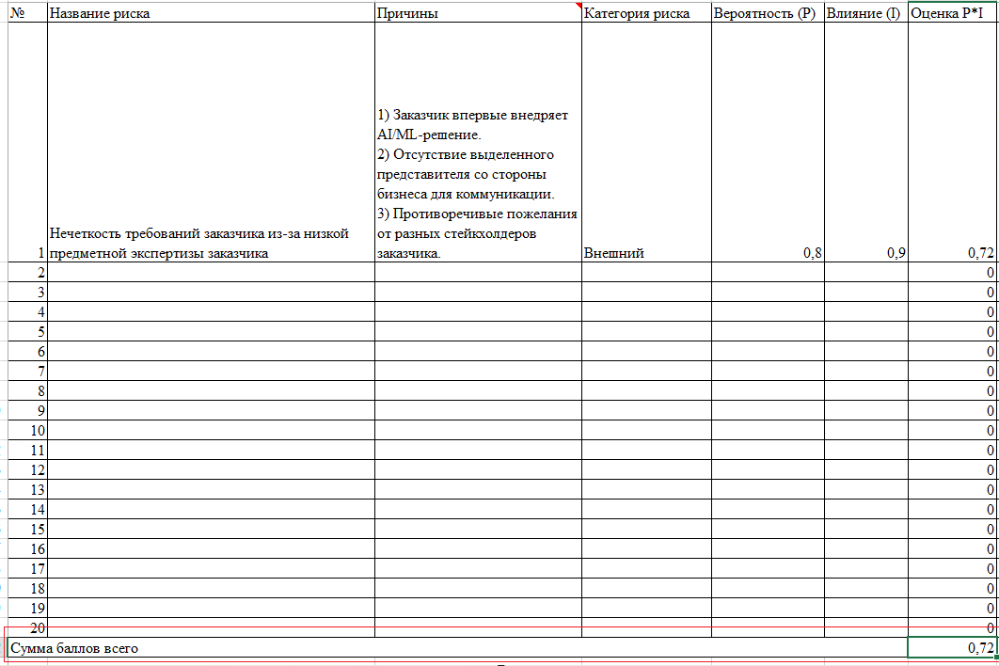 № Название риска Причины Категория риска Вероятность (P) Влияние (I) Оценка P*I
1) Заказчик впервые внедряет
AI/ML-решение.
2) Отсутствие выделенного
представителя со стороны
бизнеса для коммуникации.
3) Противоречивые пожелания
Нечеткость требований заказчика из-за низкой от разных стейкхолдеров
1 предметной экспертизы заказчика заказчика. Внешний 0,8 0,9 0,72
2 0
3 0
4 0
5 0
6 0
7 0
8 0
9 0
10 0
11 0
12 0
13 0
14 0
15 0
16 0
17 0
18 0
19 0
20 0
Сумма баллов всего 0,72